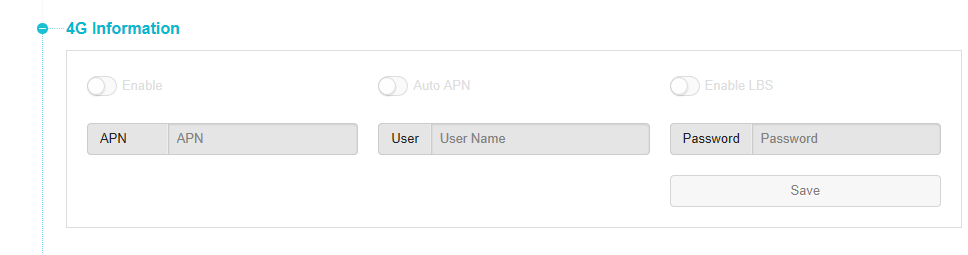 4G Information
Enable Auto APN Enable LBS
APN APN User User Name Password Password
Save